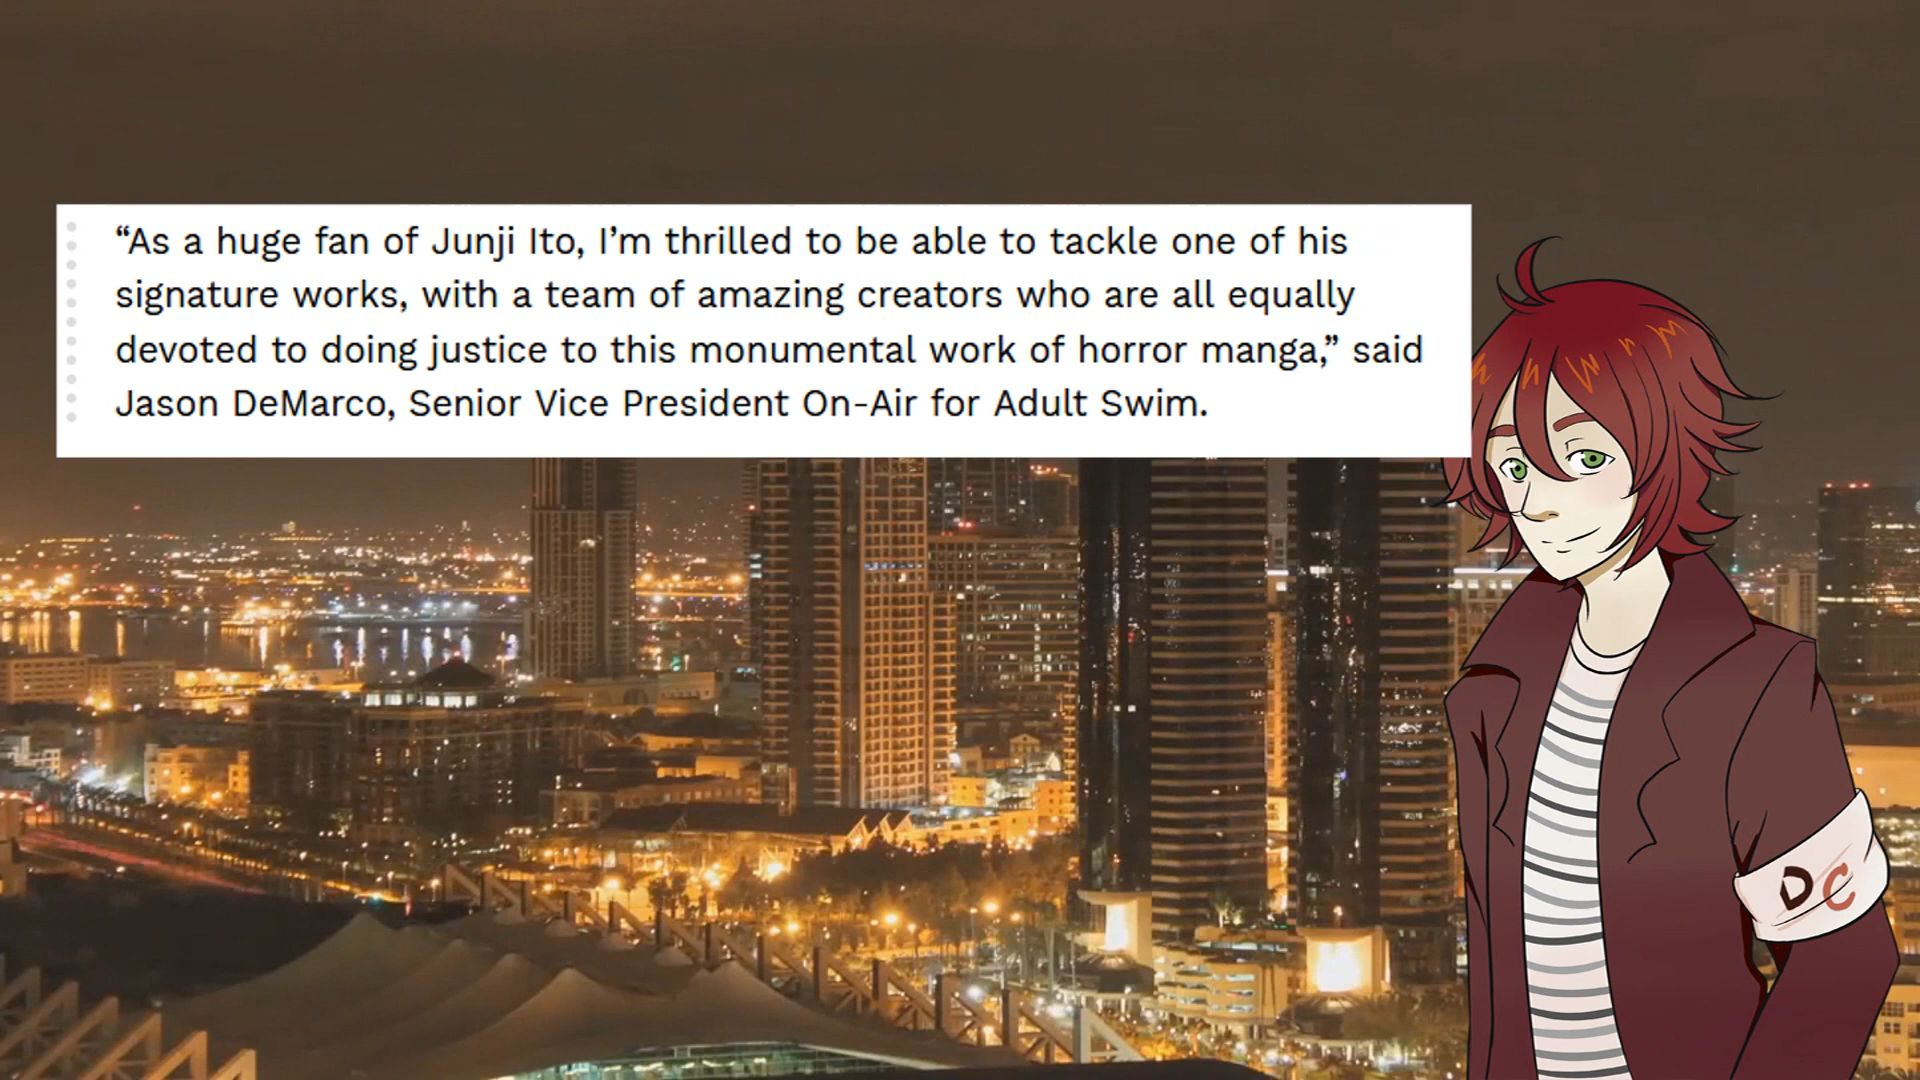 “As a huge fan of Junji Ito, I’m thrilled to be able to tackle one of his
signature works, with a team of amazing creators who are all equally
devoted to doing justice to this monumental work of horror manga,” said
Jason DeMarco, Senior Vice President On-Air for Adult Swim.
DC